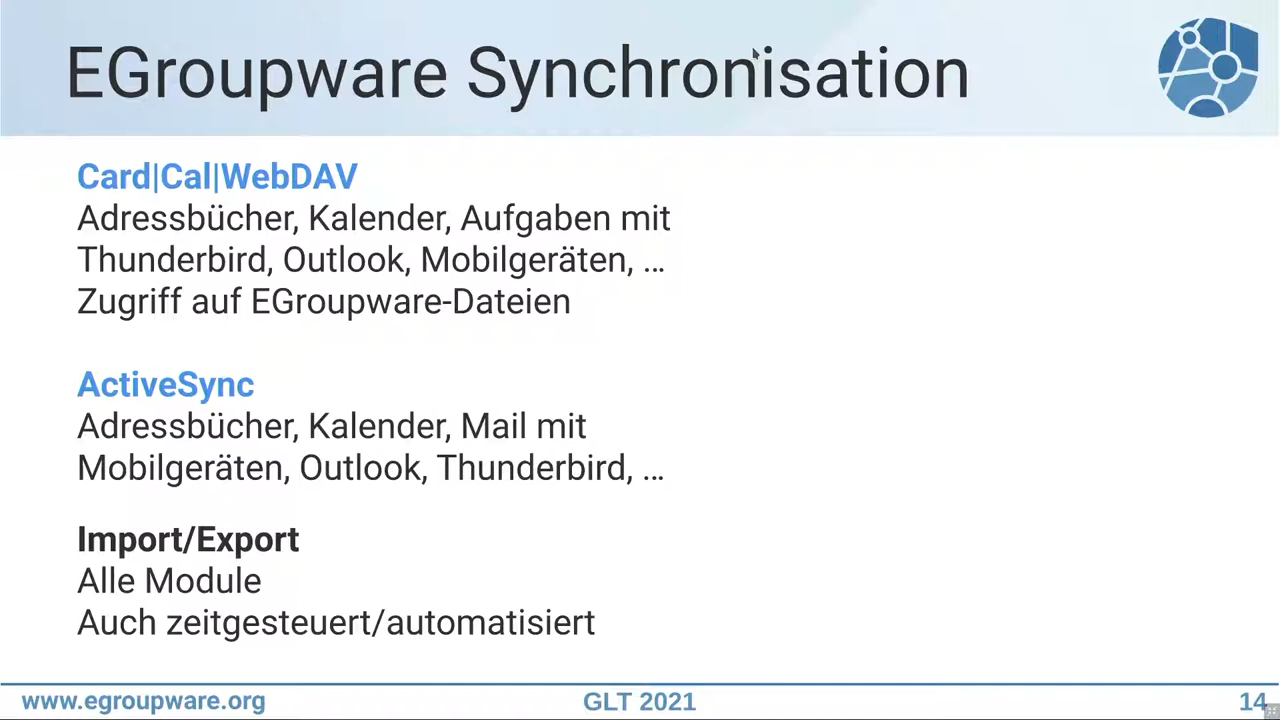 EGroupware Synchronisation
Card|Cal|WebDAV
Adressbücher, Kalender, Aufgaben mit
Thunderbird, Outlook, Mobilgeräten, ...
Zugriff auf EGroupware-Dateien
ActiveSync
Adressbücher, Kalender, Mail mit
Mobilgeräten, Outlook, Thunderbird, ...
Import/Export
Alle Module
Auch zeitgesteuert/automatisiert
www.egroupware.org
GLT 2021
14